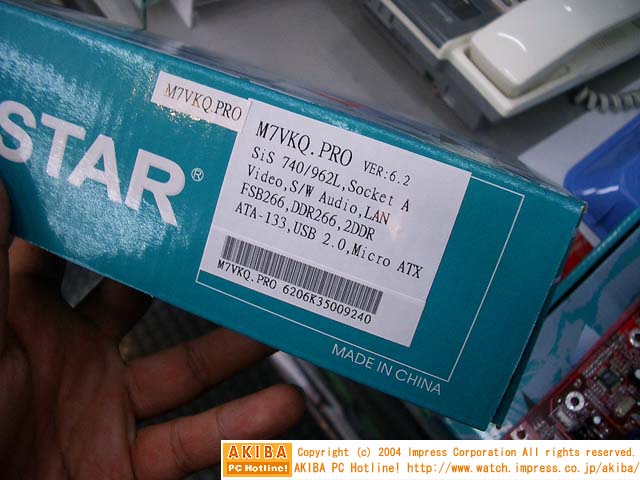 STAR®
M7VKQ.PRO
M7VKQ.PRO VER:6.2
SiS 740/962L,Socket A
Video,S/W Audio,LAN
FSB266,DDR266,2DDR
ATA-133,USB 2.0,Micro ATX
M7VKQ.PRO 6206K35009240
MADE IN CHINA
AKIBA
PC Hotline!
Copyright (c) 2004 Impress Corporation All rights reserved.
AKIBA PC Hotline! http://www.watch.impress.co.jp/akiba/